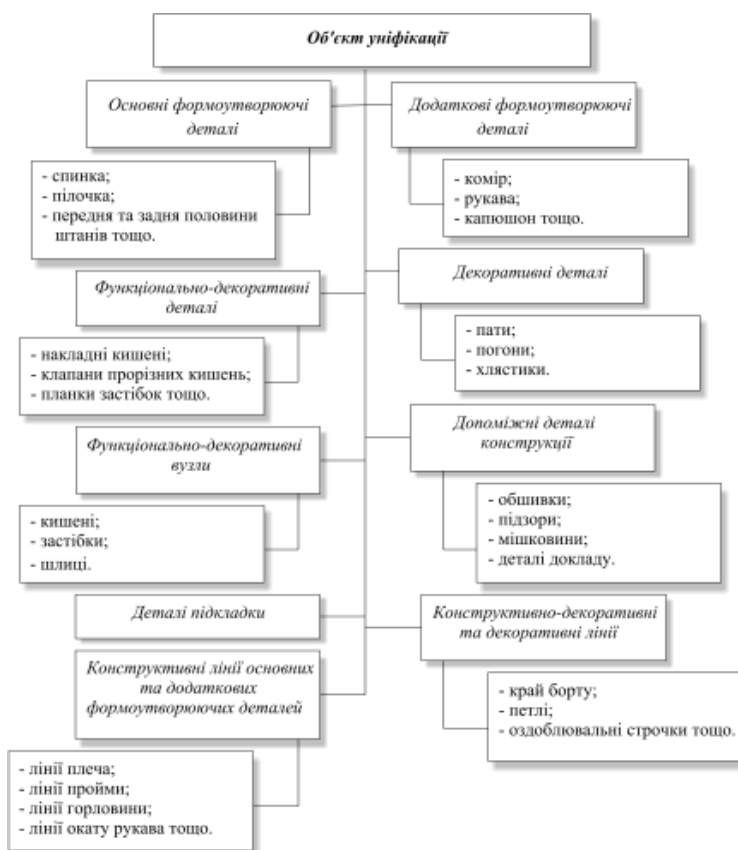 Об'єкт уніфікації
Основні формоутворюючі
деталі
- спинка;
- пілочка;
- передня та задня половини
штанів тощо.
Додаткові формоутворюючі
деталі
- комір;
- рукава;
- капюшон тощо.
Функціонально-декоративні
деталі
- накладні кишені;
- клапани прорізних кишень;
- планки застібок тощо.
Декоративні деталі
- пати;
- погони;
- хлястики.
Функціонально-декоративні
вузли
- кишені;
- застібки;
- шлиці.
Допоміжні деталі
конструкції
- обшивки;
- підзори;
- мішковини;
- деталі докладу.
Деталі підкладки
Конструктивно-декоративні
та декоративні лінії
- край борту;
- петлі;
- оздоблювальні строчки тощо.
Конструктивні лінії основних
та додаткових
формоутворюючих деталей
- лінії плеча;
- лінії пройми;
- лінії горловини;
- лінії окату рукава тощо.